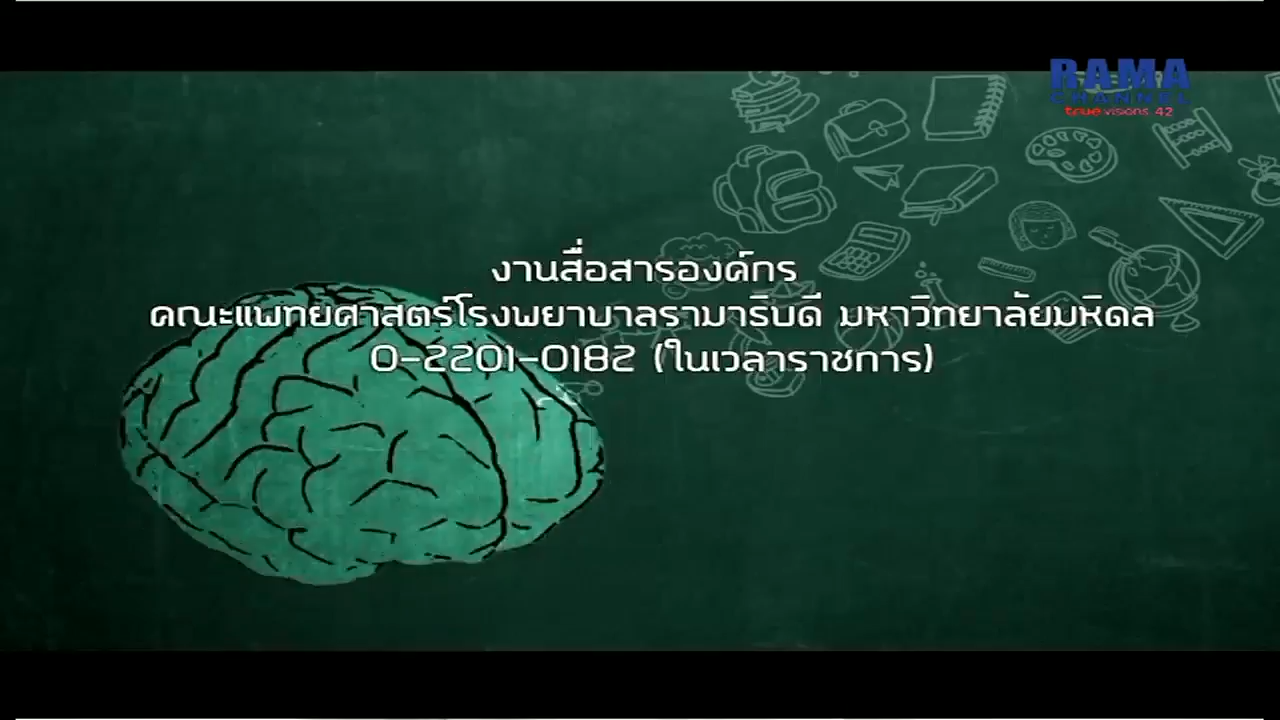 RAMA
CHANNEL
truevisions 42
งานสื่อสารองค์กร
คณะแพทยศาสตร์โรงพยาบาลรามาธิบดี มหาวิทยาลัยมหิดล
0-2201-0182 (ในเวลาราชการ)